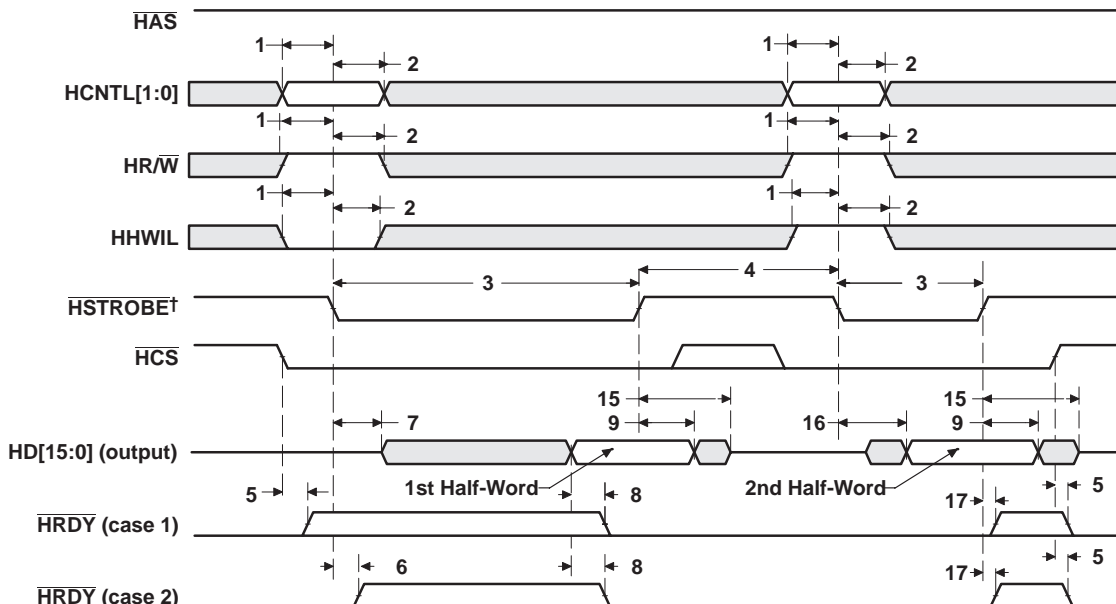 HAS
1
2
1
2
HCNTL[1:0]
1
2
1
2
HR/W
1
2
1
2
HHWIL
3
4
3
HSTROBE†
HCS
15
15
7
9
16
9
HD[15:0] (output)
1st Half-Word
2nd Half-Word
5
8
17
5
HRDY (case 1)
6
8
17
5
HRDY (case 2)